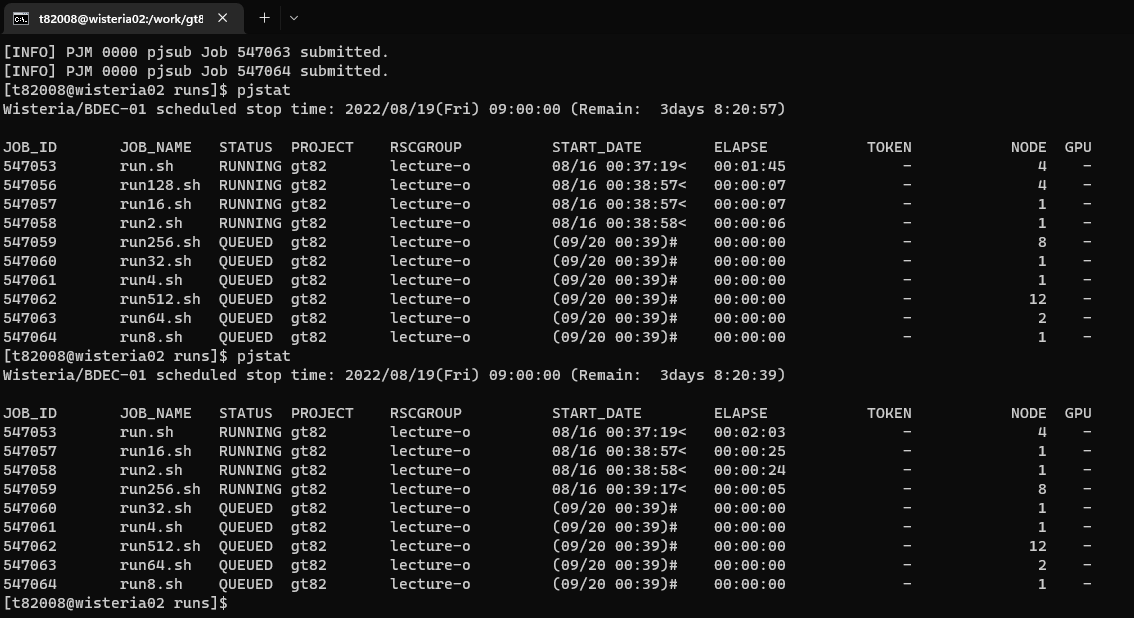 t82008@wisteria02:/work/gt8
[INFO] PJM 0000 pjsub Job 547063 submitted.
[INFO] PJM 0000 pjsub Job 547064 submitted.
[t82008@wisteria02 runs]$ pjstat
Wisteria/BDEC-01 scheduled stop time: 2022/08/19(Fri) 09:00:00 (Remain:  3days 8:20:57)
JOB_ID       JOB_NAME   STATUS  PROJECT    RSCGROUP          START_DATE        ELAPSE           TOKEN           NODE  GPU
547053       run.sh     RUNNING gt82       lecture-o         08/16 00:37:19<   00:01:45             -              4   -
547056       run128.sh  RUNNING gt82       lecture-o         08/16 00:38:57<   00:00:07             -              4   -
547057       run16.sh   RUNNING gt82       lecture-o         08/16 00:38:57<   00:00:07             -              1   -
547058       run2.sh    RUNNING gt82       lecture-o         08/16 00:38:58<   00:00:06             -              1   -
547059       run256.sh  QUEUED  gt82       lecture-o         (09/20 00:39)#    00:00:00             -              8   -
547060       run32.sh   QUEUED  gt82       lecture-o         (09/20 00:39)#    00:00:00             -              1   -
547061       run4.sh    QUEUED  gt82       lecture-o         (09/20 00:39)#    00:00:00             -              1   -
547062       run512.sh  QUEUED  gt82       lecture-o         (09/20 00:39)#    00:00:00             -             12   -
547063       run64.sh   QUEUED  gt82       lecture-o         (09/20 00:39)#    00:00:00             -              2   -
547064       run8.sh    QUEUED  gt82       lecture-o         (09/20 00:39)#    00:00:00             -              1   -
[t82008@wisteria02 runs]$ pjstat
Wisteria/BDEC-01 scheduled stop time: 2022/08/19(Fri) 09:00:00 (Remain:  3days 8:20:39)
JOB_ID       JOB_NAME   STATUS  PROJECT    RSCGROUP          START_DATE        ELAPSE           TOKEN           NODE  GPU
547053       run.sh     RUNNING gt82       lecture-o         08/16 00:37:19<   00:02:03             -              4   -
547057       run16.sh   RUNNING gt82       lecture-o         08/16 00:38:57<   00:00:25             -              1   -
547058       run2.sh    RUNNING gt82       lecture-o         08/16 00:38:58<   00:00:24             -              1   -
547059       run256.sh  RUNNING gt82       lecture-o         08/16 00:39:17<   00:00:05             -              8   -
547060       run32.sh   QUEUED  gt82       lecture-o         (09/20 00:39)#    00:00:00             -              1   -
547061       run4.sh    QUEUED  gt82       lecture-o         (09/20 00:39)#    00:00:00             -              1   -
547062       run512.sh  QUEUED  gt82       lecture-o         (09/20 00:39)#    00:00:00             -             12   -
547063       run64.sh   QUEUED  gt82       lecture-o         (09/20 00:39)#    00:00:00             -              2   -
547064       run8.sh    QUEUED  gt82       lecture-o         (09/20 00:39)#    00:00:00             -              1   -
[t82008@wisteria02 runs]$